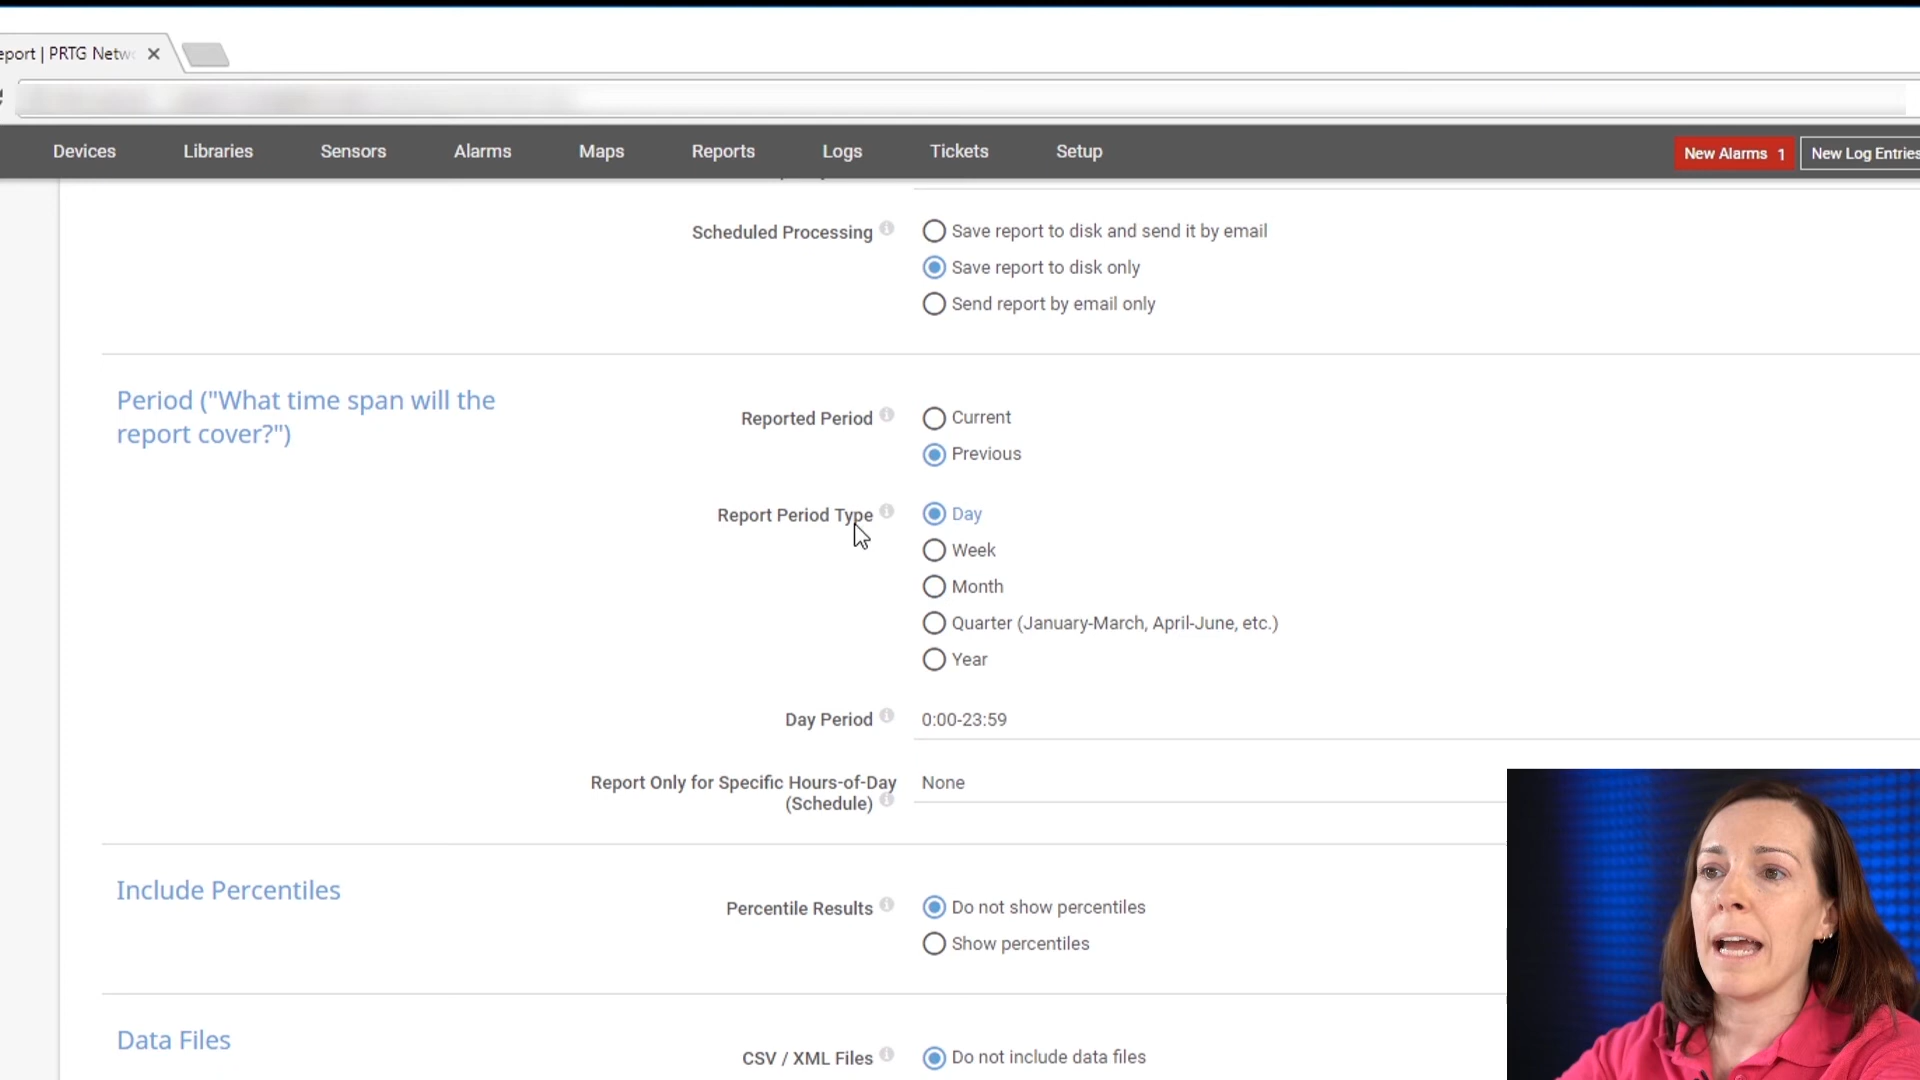 eport | PRTG Netw
Devices Libraries Sensors Alarms Maps Reports Logs Tickets Setup New Alarms 1 New Log Entries
Scheduled Processing Save report to disk and send it by email
Save report to disk only
Send report by email only
Period ("What time span will the
report cover?")
Reported Period Current
Previous
Report Period Type Day
Week
Month
Quarter (January-March, April-June, etc.)
Year
Day Period 0:00-23:59
Report Only for Specific Hours-of-Day
(Schedule)
None
Include Percentiles
Percentile Results Do not show percentiles
Show percentiles
Data Files
CSV / XML Files Do not include data files